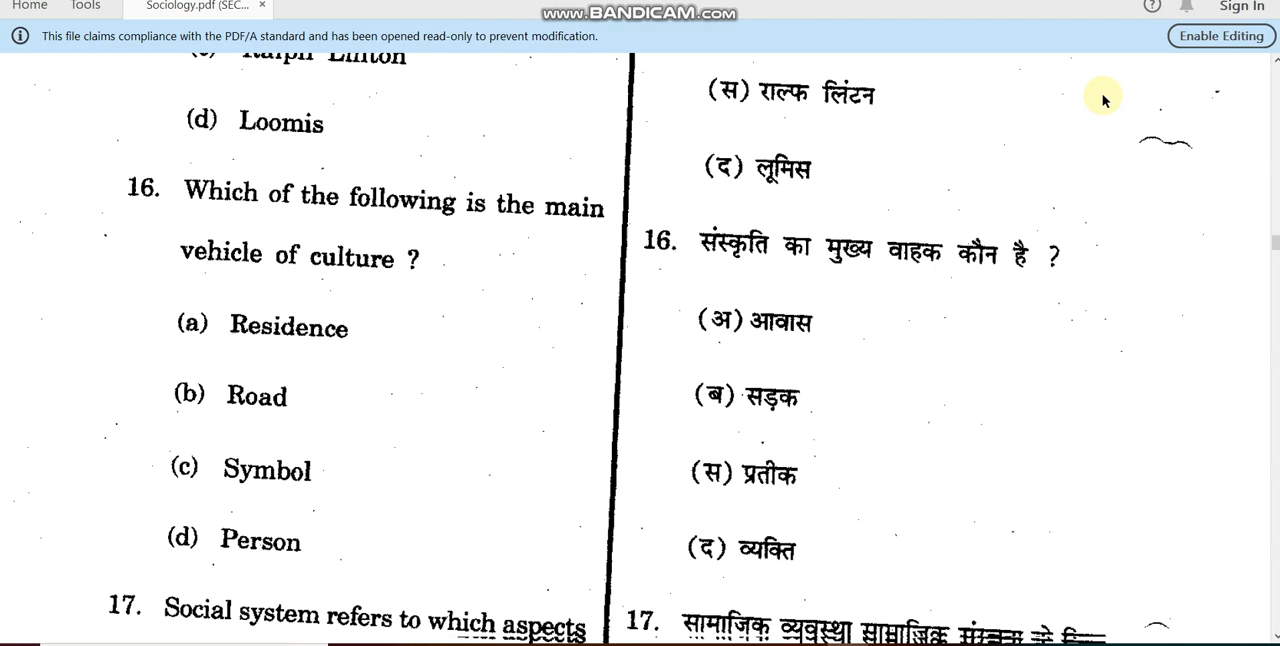 Home Tools Sociology.pdf (SEC... × Sign In
www.BANDICAM.com
This file claims compliance with the PDF/A standard and has been opened read-only to prevent modification. Enable Editing
(c) Ralph Linton
(d) Loomis
16. Which of the following is the main
vehicle of culture ?
(a) Residence
(b) Road
(c) Symbol
(d) Person
17. Social system refers to which aspects
(स) राल्फ लिंटन
(द) लूमिस
16. संस्कृति का मुख्य वाहक कौन है ?
(अ) आवास
(ब) सड़क
(स) प्रतीक
(द) व्यक्ति
17. सामाजिक व्यवस्था सामाजिक संरचना के